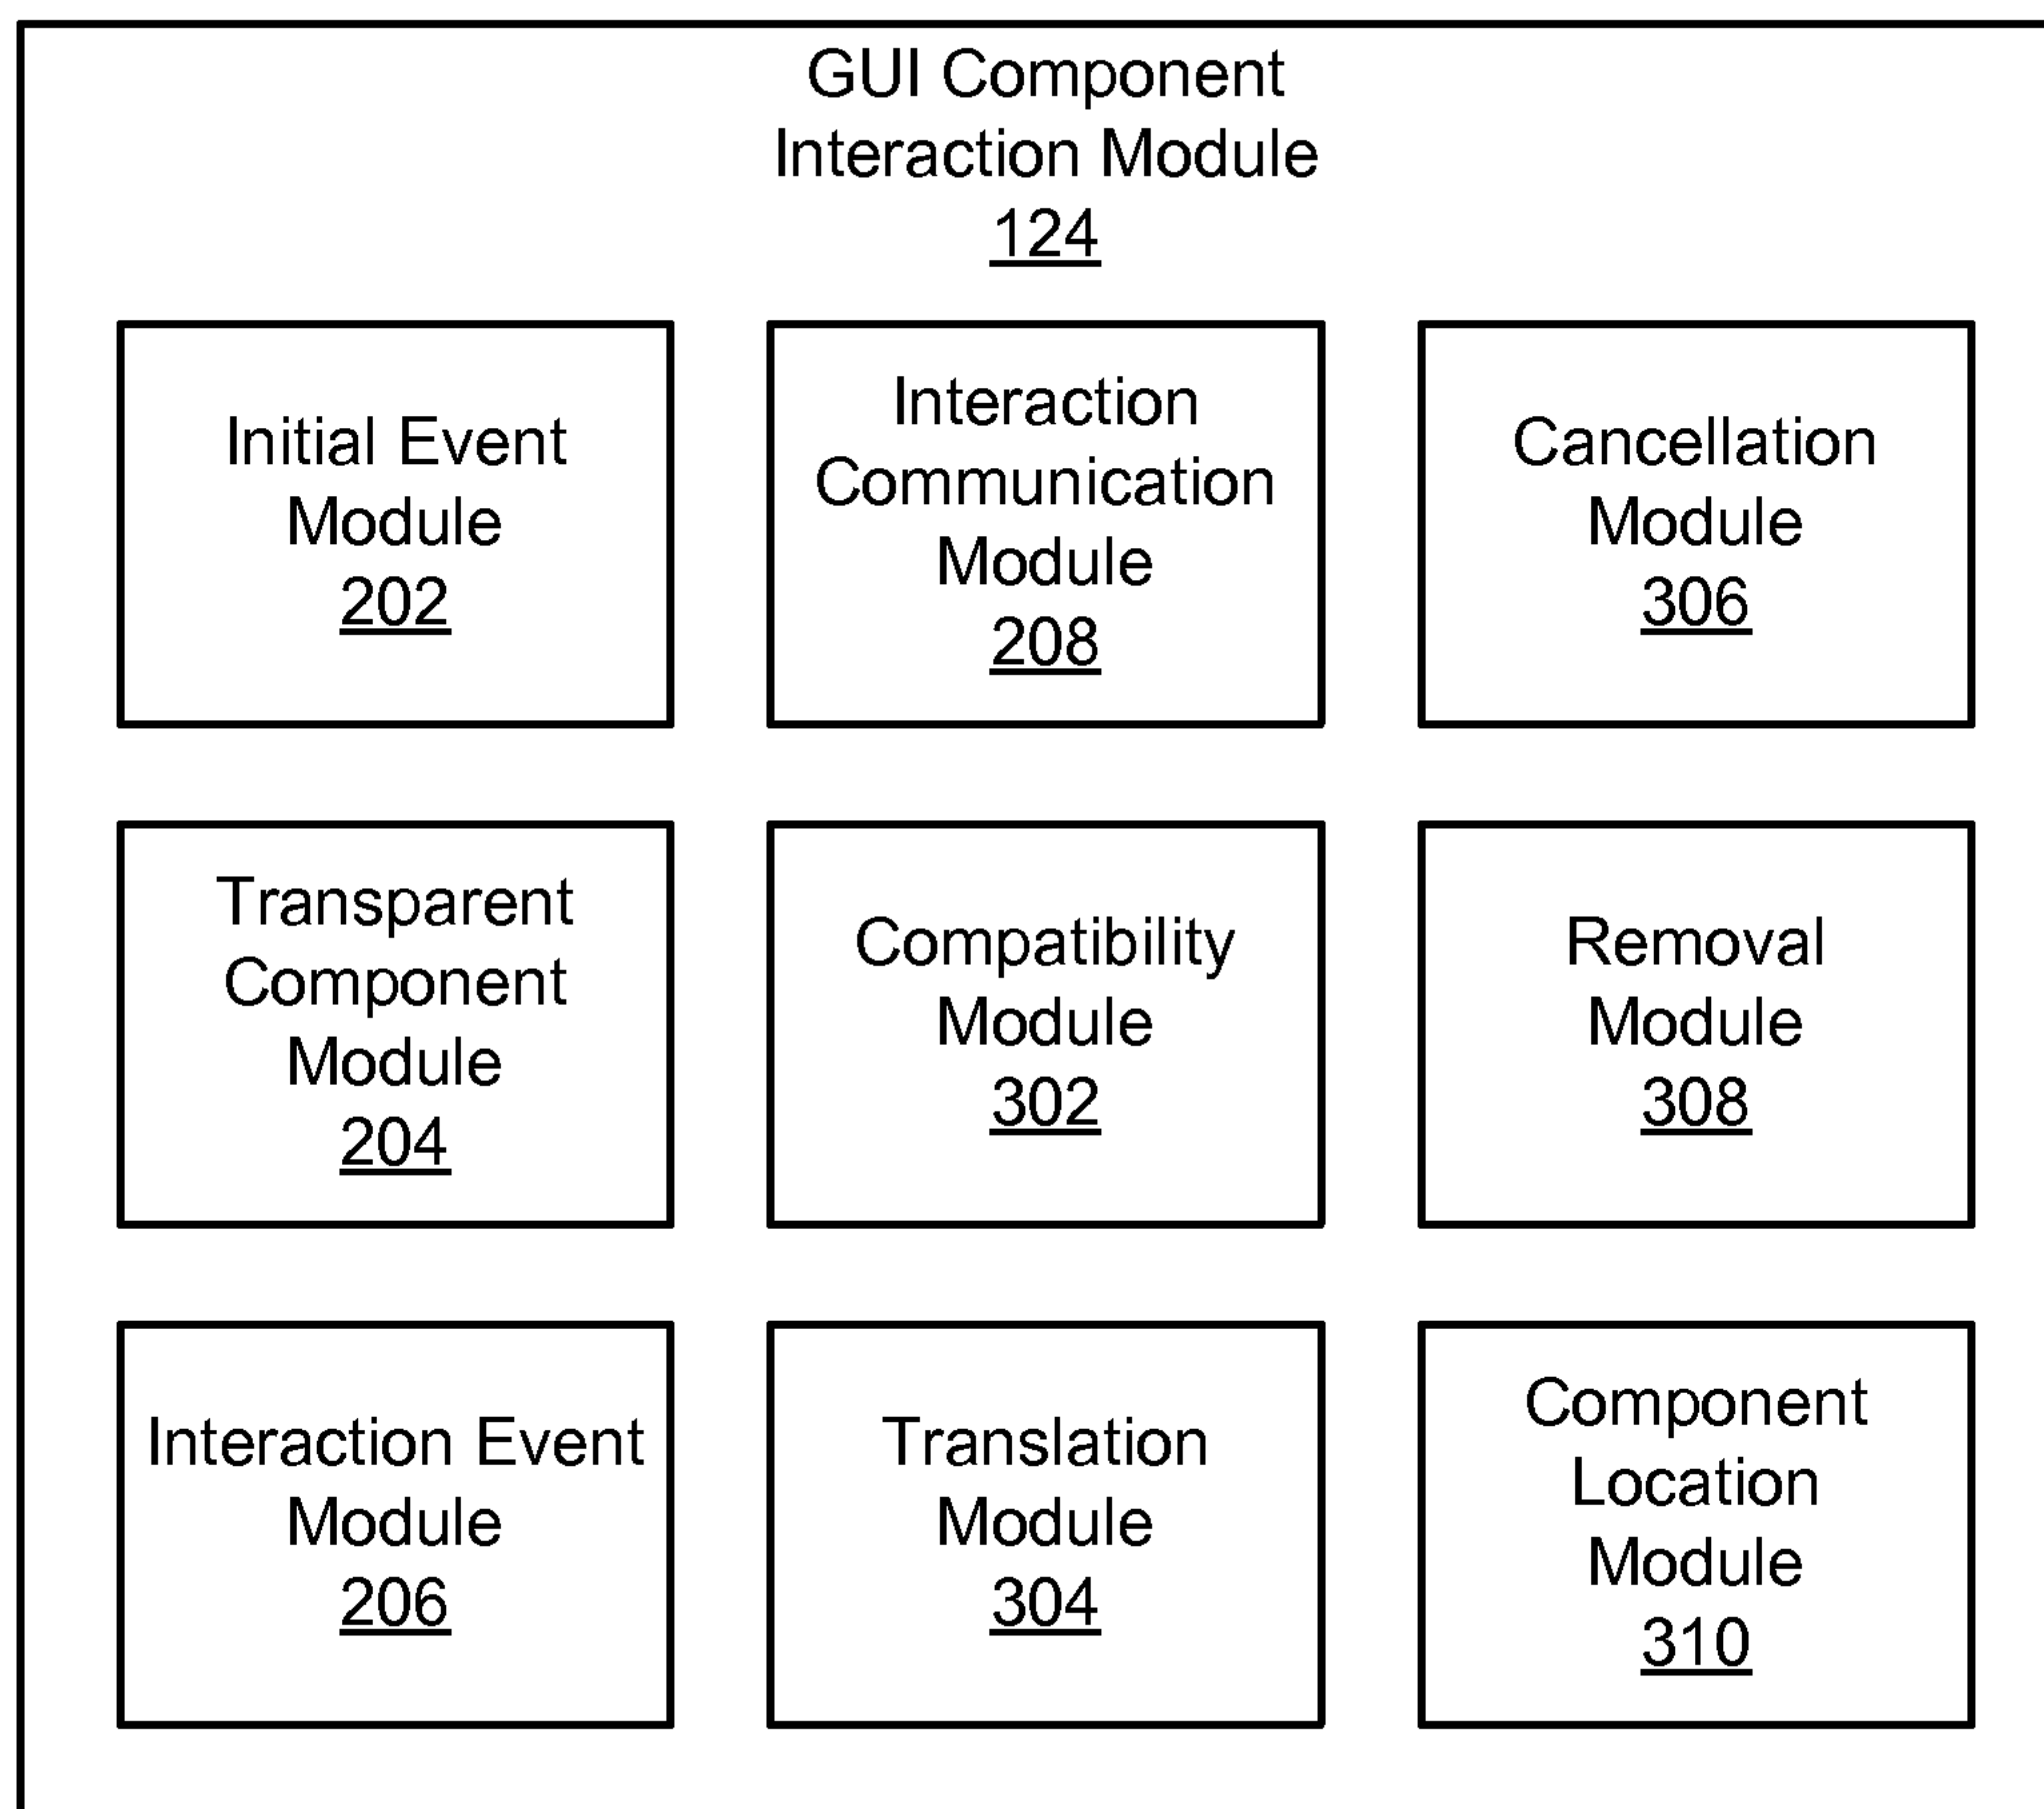 GUI Component
Interaction Module
124
Initial Event
Module
202
Interaction
Communication
Module
208
Cancellation
Module
306
Transparent
Component
Module
204
Compatibility
Module
302
Removal
Module
308
Interaction Event
Module
206
Translation
Module
304
Component
Location
Module
310